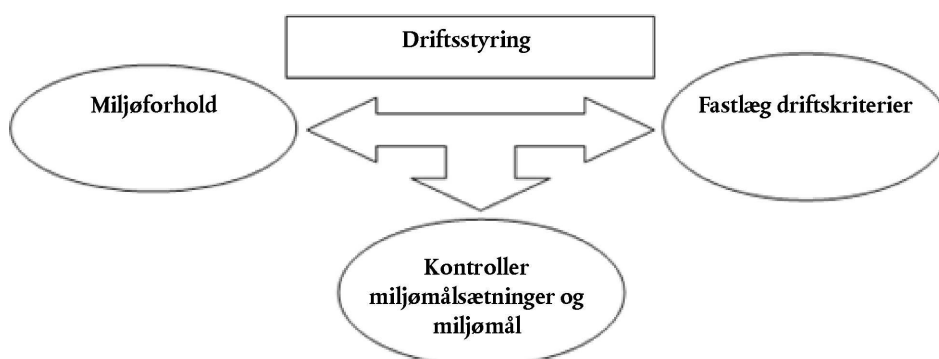 Driftsstyring
Miljøforhold
Fastlæg driftskriterier
Kontroller
miljømålsætninger og
miljømål